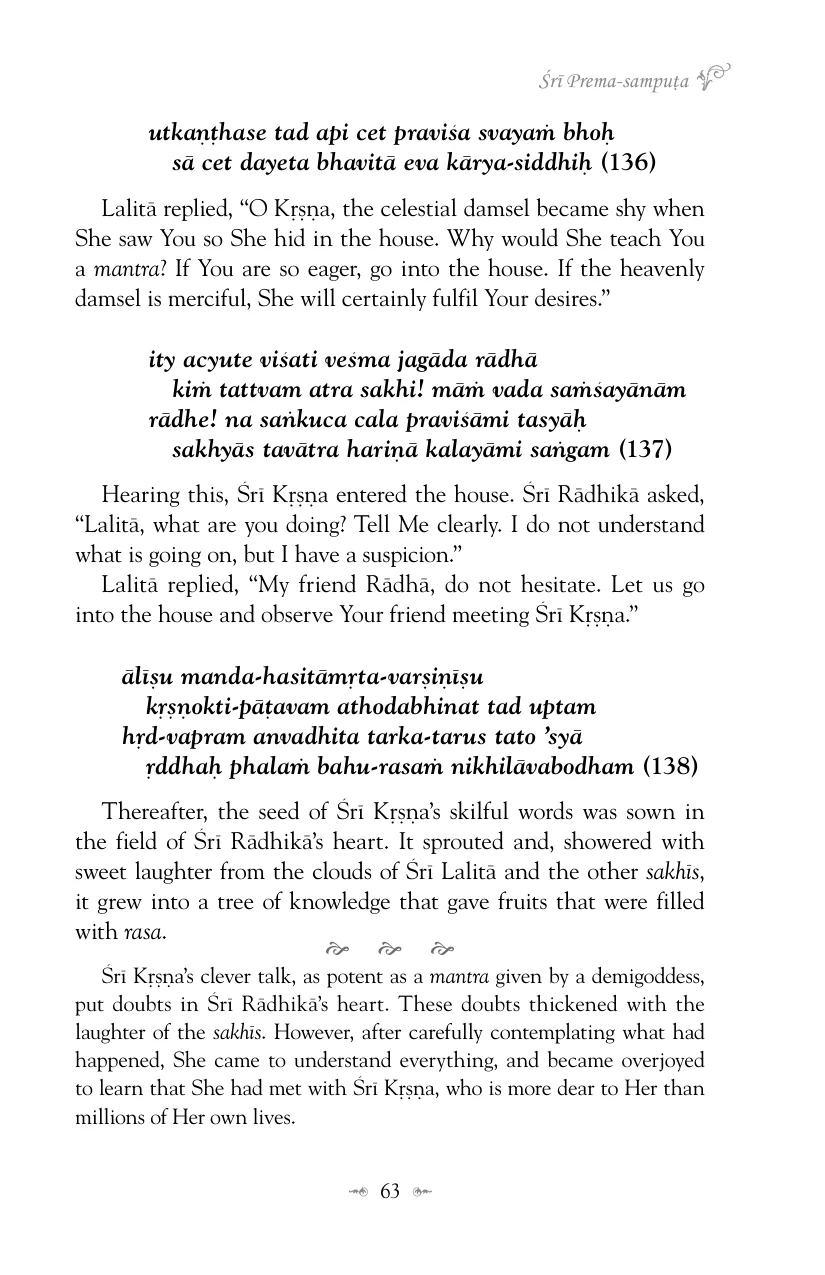 Śrī Prema-sampuṭa
utkaṇṭhase tad api cet praviśa svayaṁ bhoḥ
sā cet dayeta bhavitā eva kārya-siddhiḥ (136)
Lalitā replied, “O Kṛṣṇa, the celestial damsel became shy when
She saw You so She hid in the house. Why would She teach You
a mantra? If You are so eager, go into the house. If the heavenly
damsel is merciful, She will certainly fulfil Your desires.”
ity acyute viśati veśma jagāda rādhā
kiṁ tattvam atra sakhi! māṁ vada saṁśayānām
rādhe! na saṅkuca cala praviśāmi tasyāḥ
sakhyās tavātra hariṇā kalayāmi saṅgam (137)
Hearing this, Śrī Kṛṣṇa entered the house. Śrī Rādhikā asked,
“Lalitā, what are you doing? Tell Me clearly. I do not understand
what is going on, but I have a suspicion.”
Lalitā replied, “My friend Rādhā, do not hesitate. Let us go
into the house and observe Your friend meeting Śrī Kṛṣṇa.”
ālīṣu manda-hasitāmṛta-varṣiṇīṣu
kṛṣṇokti-pāṭavam athodabhinat tad uptam
hṛd-vapram anvadhita tarka-tarus tato ’syā
ṛddhaḥ phalaṁ bahu-rasaṁ nikhilāvabodham (138)
Thereafter, the seed of Śrī Kṛṣṇa’s skilful words was sown in
the field of Śrī Rādhikā’s heart. It sprouted and, showered with
sweet laughter from the clouds of Śrī Lalitā and the other sakhīs,
it grew into a tree of knowledge that gave fruits that were filled
with rasa.
Śrī Kṛṣṇa’s clever talk, as potent as a mantra given by a demigoddess,
put doubts in Śrī Rādhikā’s heart. These doubts thickened with the
laughter of the sakhīs. However, after carefully contemplating what had
happened, She came to understand everything, and became overjoyed
to learn that She had met with Śrī Kṛṣṇa, who is more dear to Her than
millions of Her own lives.
63